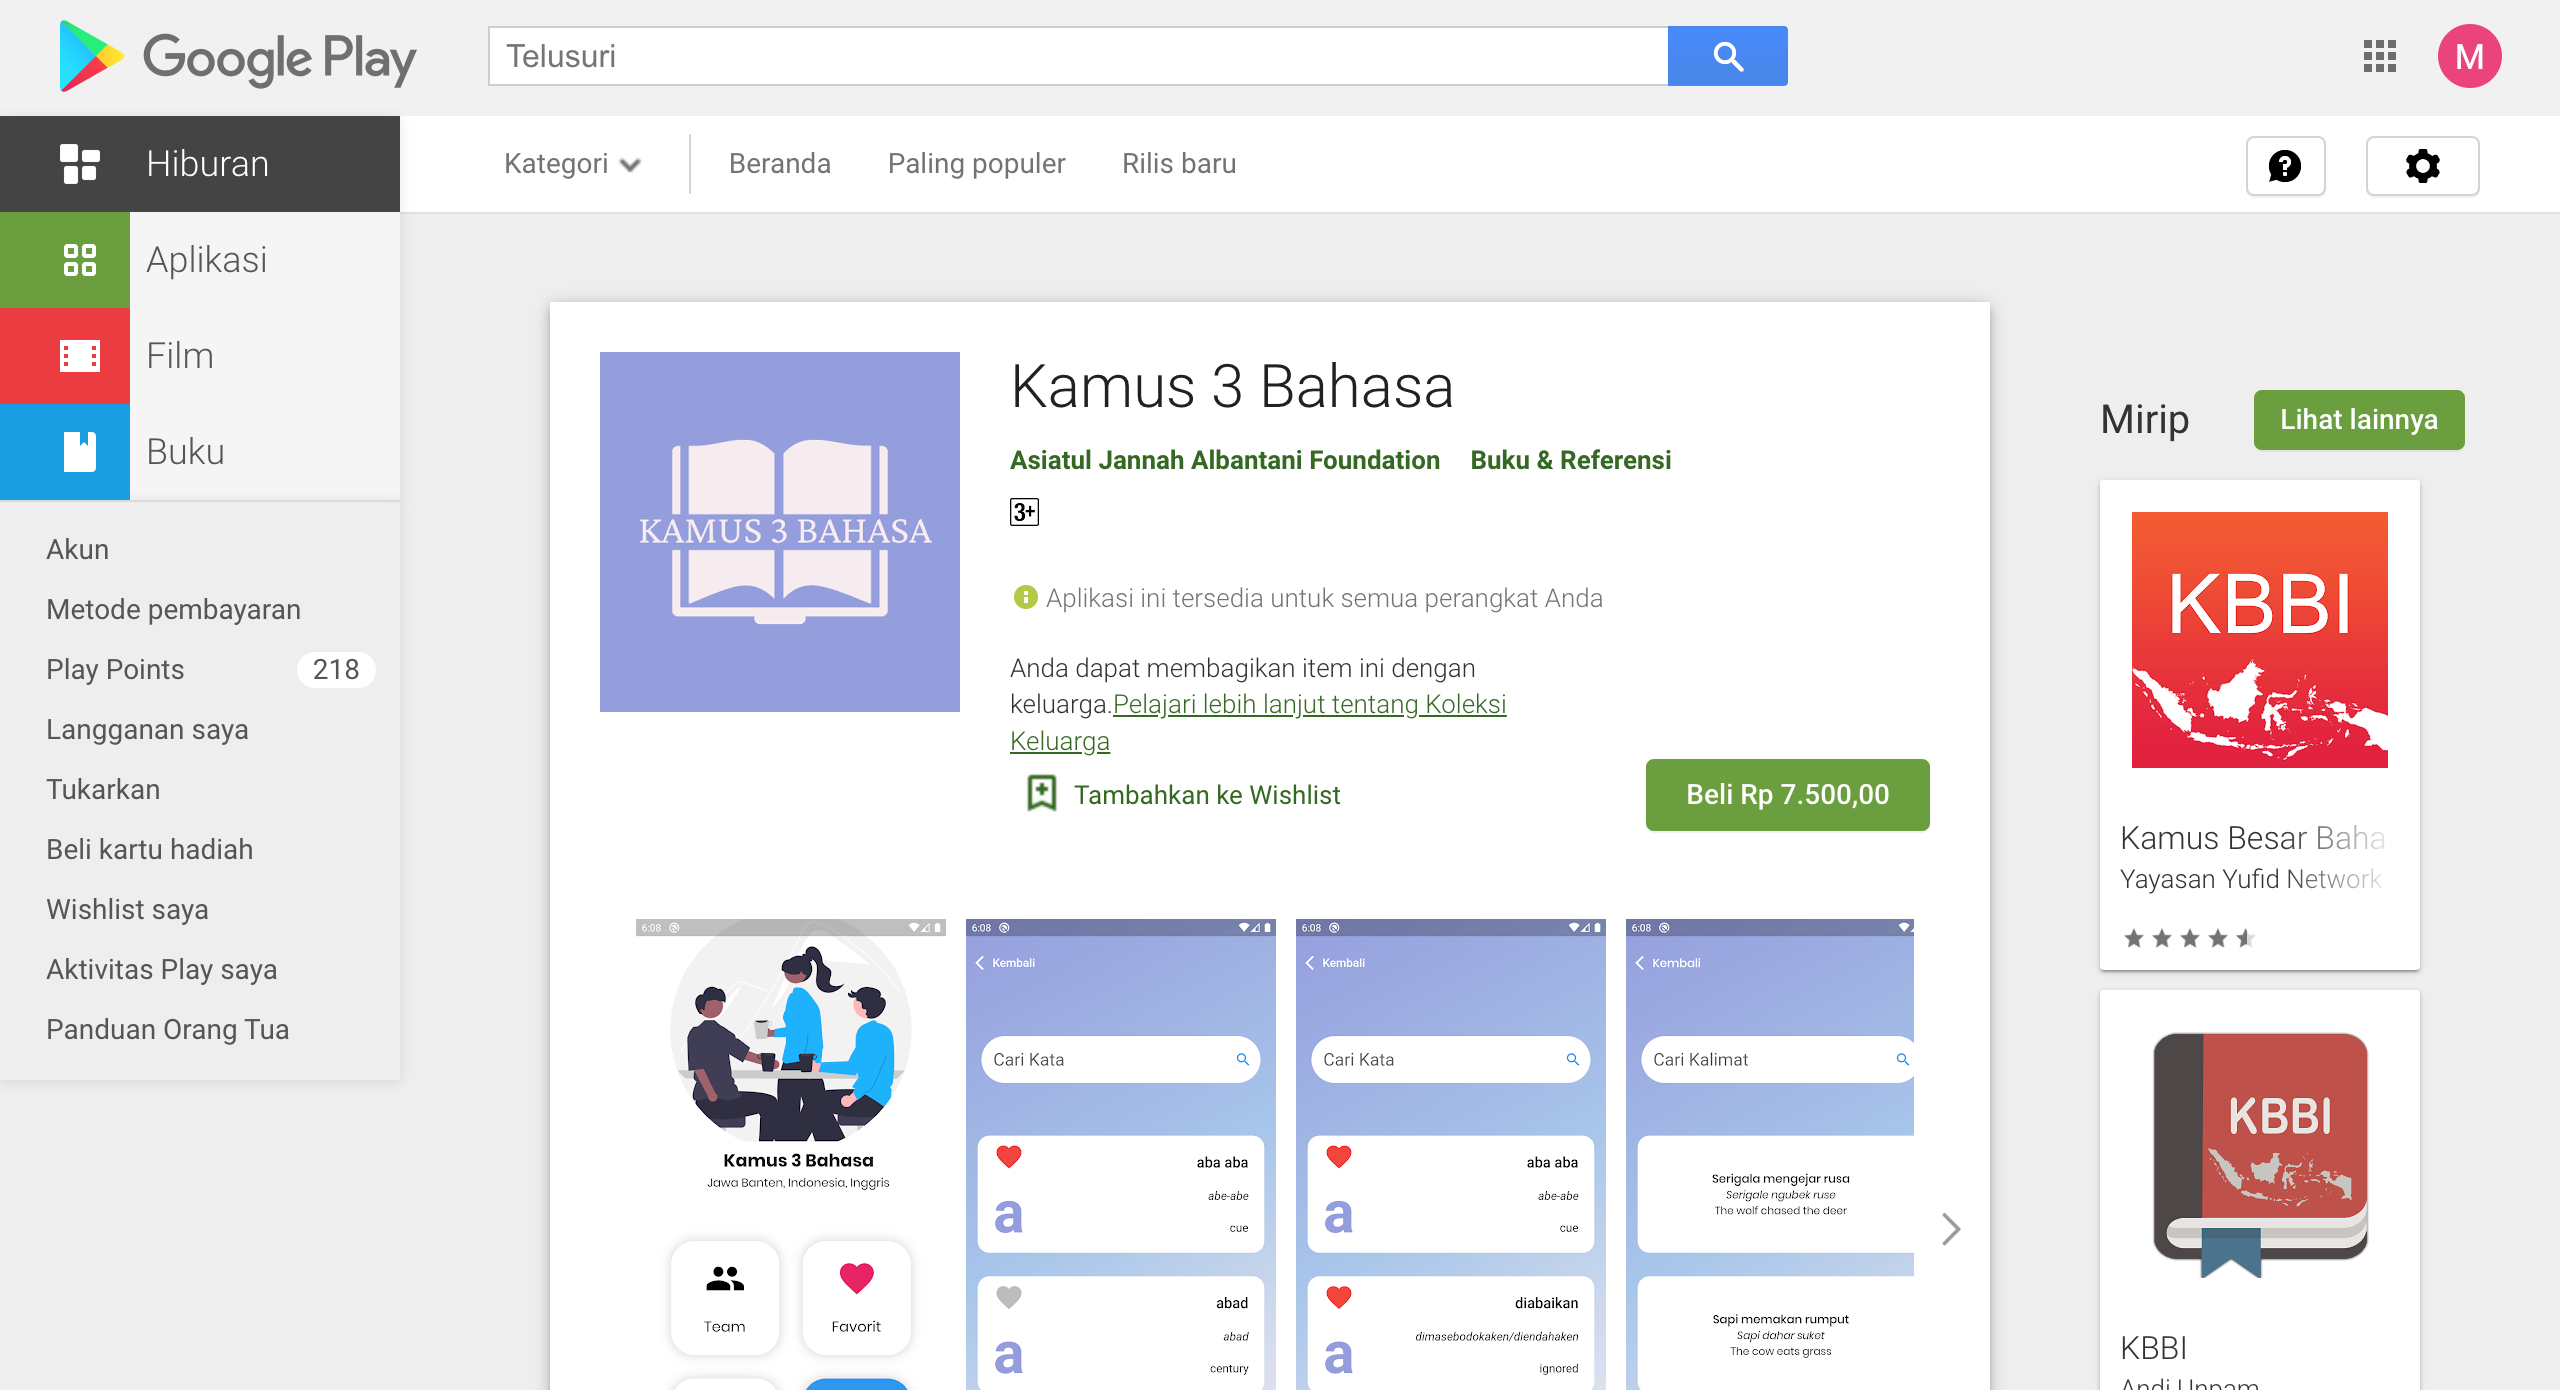 Google Play
Telusuri
M
Hiburan
Kategori
Beranda
Paling populer
Rilis baru
Aplikasi
Film
Buku
Akun
Metode pembayaran
Play Points 218
Langganan saya
Tukarkan
Beli kartu hadiah
Wishlist saya
Aktivitas Play saya
Panduan Orang Tua
KAMUS 3 BAHASA
Kamus 3 Bahasa
Asiatul Jannah Albantani Foundation Buku & Referensi
3+
Aplikasi ini tersedia untuk semua perangkat Anda
Anda dapat membagikan item ini dengan
keluarga.Pelajari lebih lanjut tentang Koleksi
Keluarga
Tambahkan ke Wishlist
Beli Rp 7.500,00
6:08
Kamus 3 Bahasa
Jawa Banten, Indonesia, Inggris
Team
Favorit
6:08
Kembali
Cari Kata
aba aba
abe-abe
a
cue
abad
abad
a
century
6:08
Kembali
Cari Kata
aba aba
abe-abe
a
cue
diabaikan
dimasebodokaken/diendahaken
a
ignored
6:08
Kembali
Cari Kalimat
Serigala mengejar rusa
Serigale ngubek ruse
The wolf chased the deer
Sapi memakan rumput
Sapi dahar suket
The cow eats grass
Mirip
Lihat lainnya
KBBI
Kamus Besar Baha
Yayasan Yufid Network
KBBI
KBBI
Andi Unpam